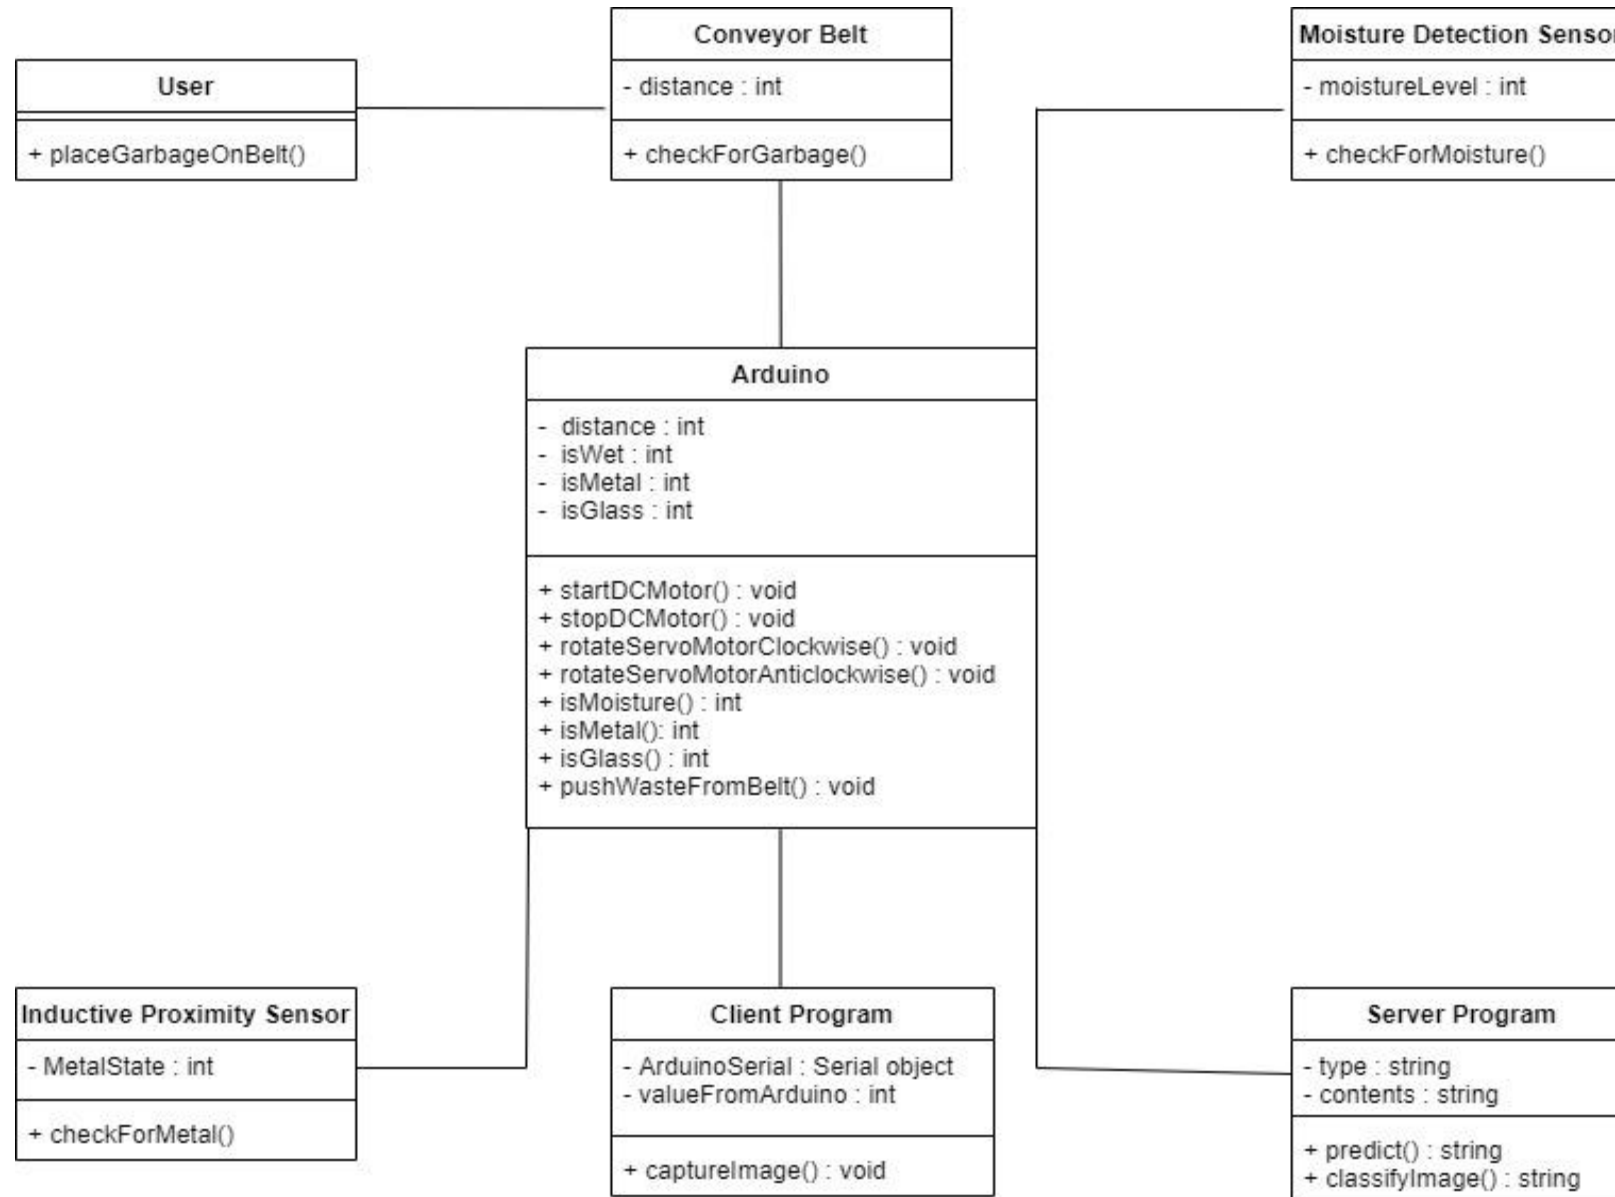 User
+ placeGarbageOnBelt()
Conveyor Belt
- distance : int
+ checkForGarbage()
Moisture Detection Sensor
- moistureLevel : int
+ checkForMoisture()
Arduino
- distance : int
- isWet : int
- isMetal : int
- isGlass : int
+ startDCMotor() : void
+ stopDCMotor() : void
+ rotateServoMotorClockwise() : void
+ rotateServoMotorAnticlockwise() : void
+ isMoisture() : int
+ isMetal(): int
+ isGlass() : int
+ pushWasteFromBelt() : void
Inductive Proximity Sensor
- MetalState : int
+ checkForMetal()
Client Program
- ArduinoSerial : Serial object
- valueFromArduino : int
+ captureImage() : void
Server Program
- type : string
- contents : string
+ predict() : string
+ classifyImage() : string